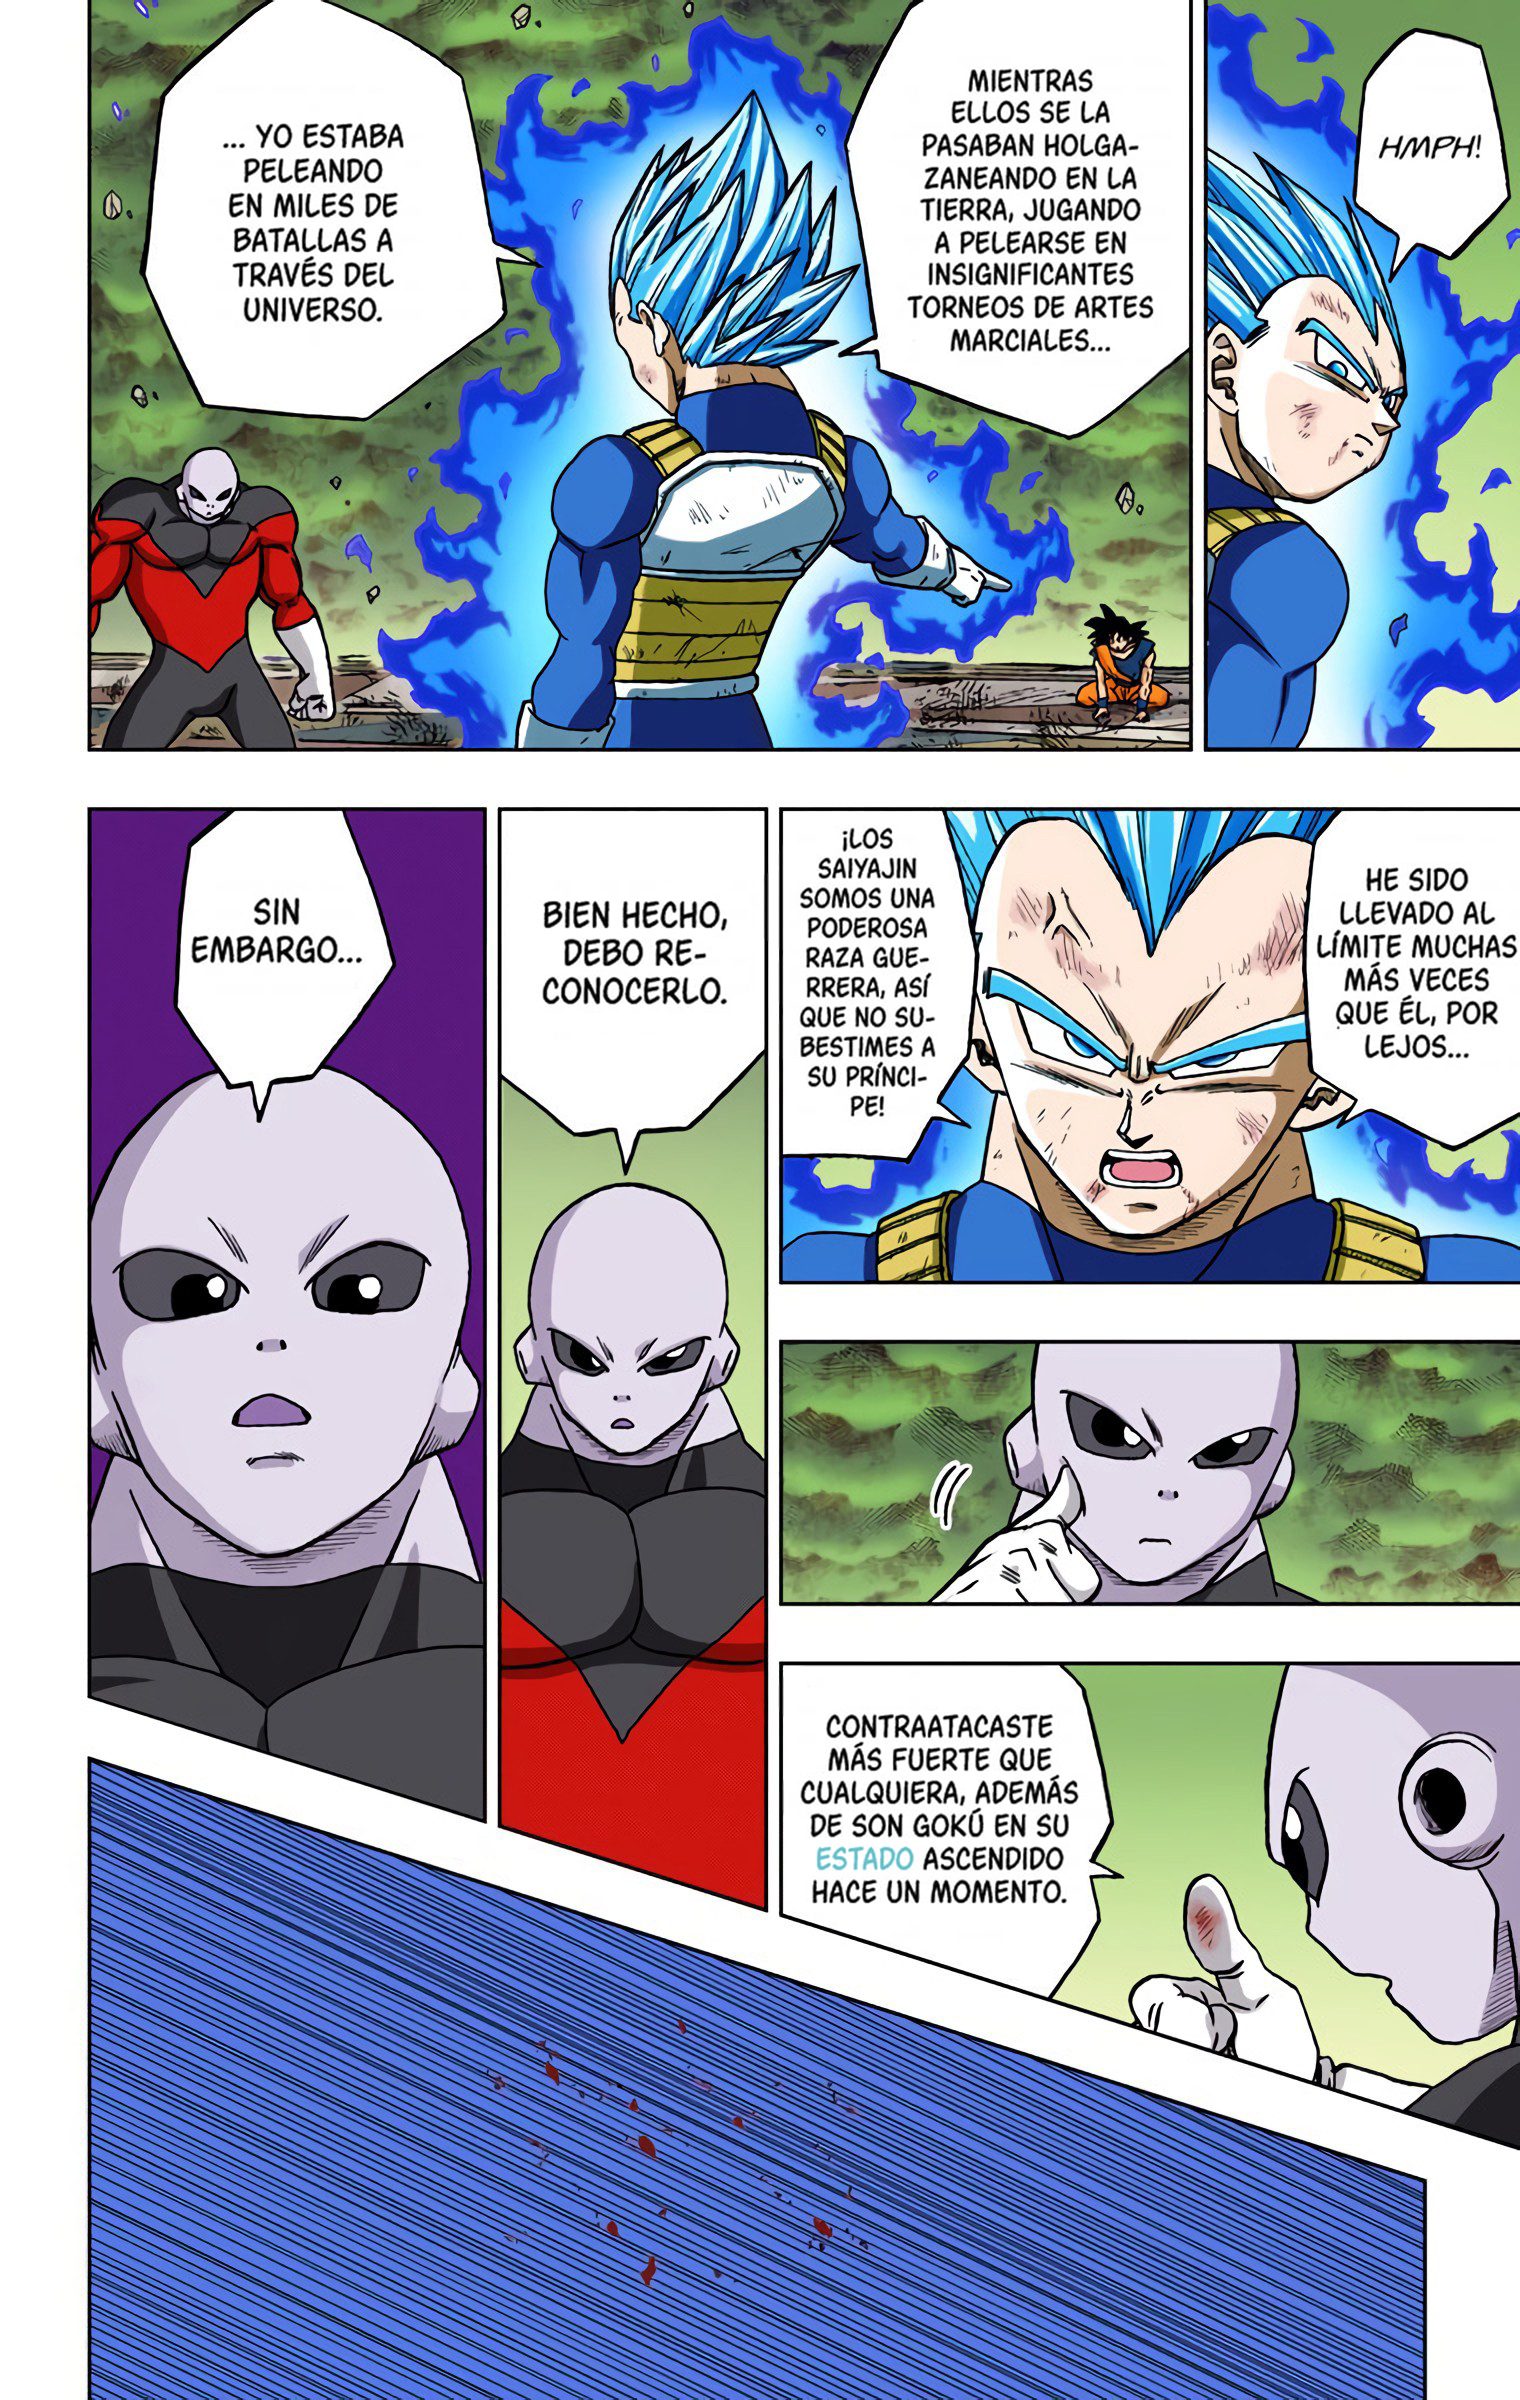 HMPH!
MIENTRAS
ELLOS SE LA
PASABAN HOLGA-
ZANEANDO EN LA
TIERRA, JUGANDO
A PELEARSE EN
INSIGNIFICANTES
TORNEOS DE ARTES
MARCIALES...
... YO ESTABA
PELEANDO
EN MILES DE
BATALLAS A
TRAVÉS DEL
UNIVERSO.
HE SIDO
LLEVADO AL
LÍMITE MUCHAS
MÁS VECES
QUE ÉL, POR
LEJOS...
¡LOS
SAIYAJIN
SOMOS UNA
PODEROSA
RAZA GUE-
RRERA, ASÍ
QUE NO SU-
BESTIMES A
SU PRÍNCI-
PE!
CONTRAATACASTE
MÁS FUERTE QUE
CUALQUIERA, ADEMÁS
DE SON GOKÚ EN SU
ESTADO ASCENDIDO
HACE UN MOMENTO.
BIEN HECHO,
DEBO RE-
CONOCERLO.
SIN
EMBARGO...